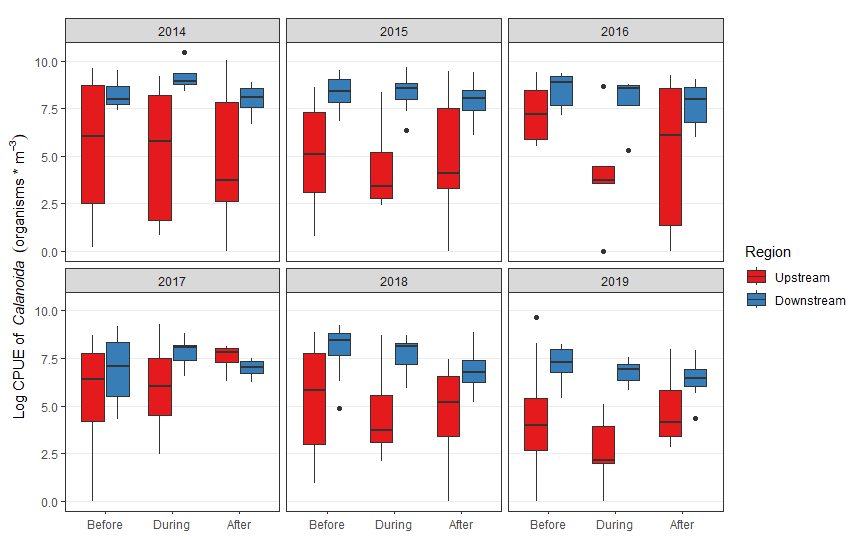 2014 2015 2016
10.0
7.5
5.0
2.5
0.0
2017 2018 2019
10.0
7.5
5.0
2.5
0.0
Before During After Before During After Before During After
Log CPUE of Calanoida (organisms * m⁻³)
Region
Upstream
Downstream